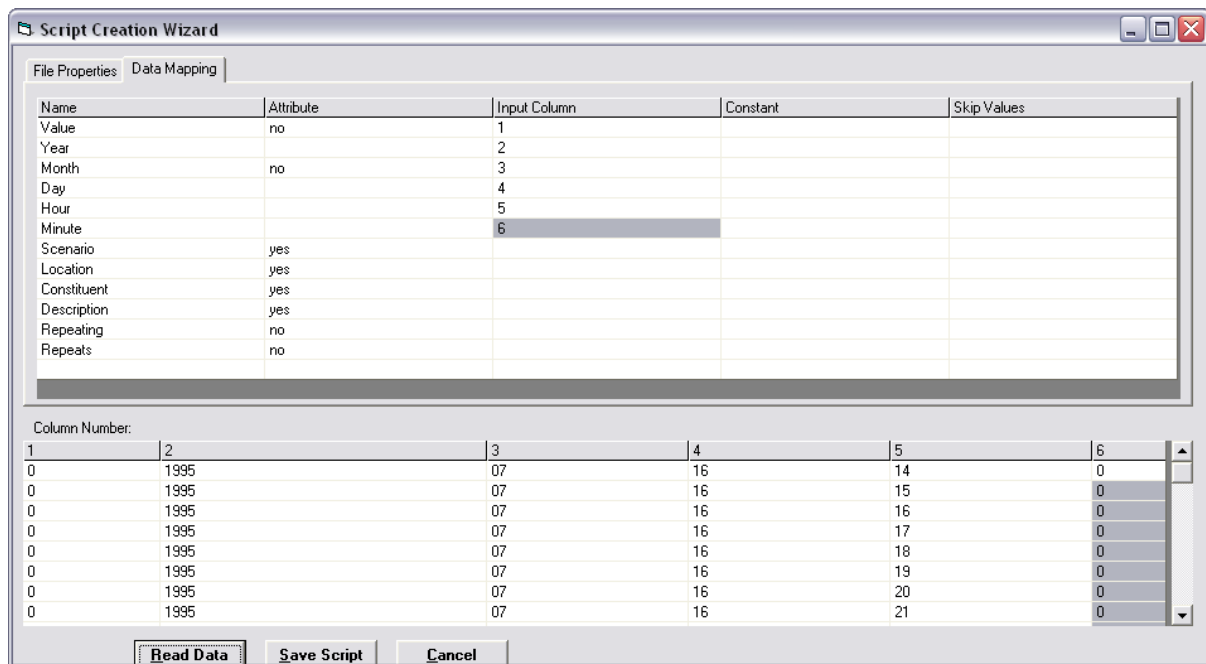 Script Creation Wizard
File Properties Data Mapping
Name Attribute Input Column Constant Skip Values
Value no 1
Year 2
Month no 3
Day 4
Hour 5
Minute 6
Scenario yes
Location yes
Constituent yes
Description yes
Repeating no
Repeats no
Column Number:
1 2 3 4 5 6
0 1995 07 16 14 0
0 1995 07 16 15 0
0 1995 07 16 16 0
0 1995 07 16 17 0
0 1995 07 16 18 0
0 1995 07 16 19 0
0 1995 07 16 20 0
0 1995 07 16 21 0
Read Data Save Script Cancel